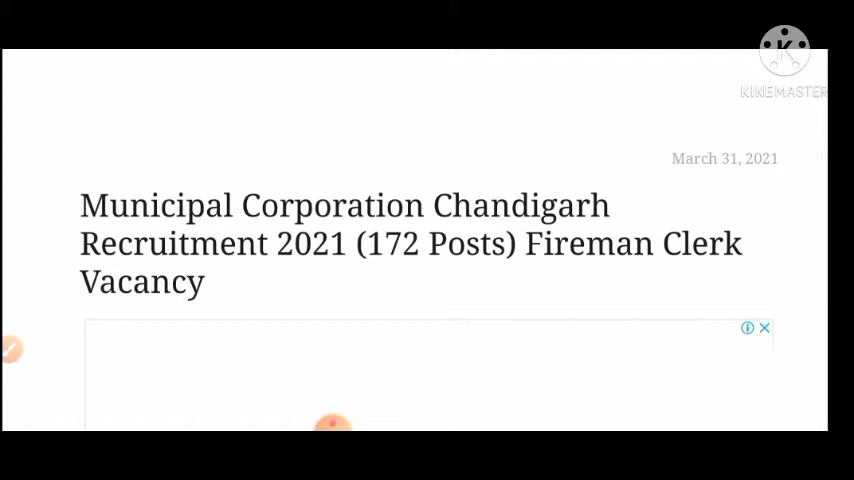 KINEMASTER
March 31, 2021
Municipal Corporation Chandigarh
Recruitment 2021 (172 Posts) Fireman Clerk
Vacancy